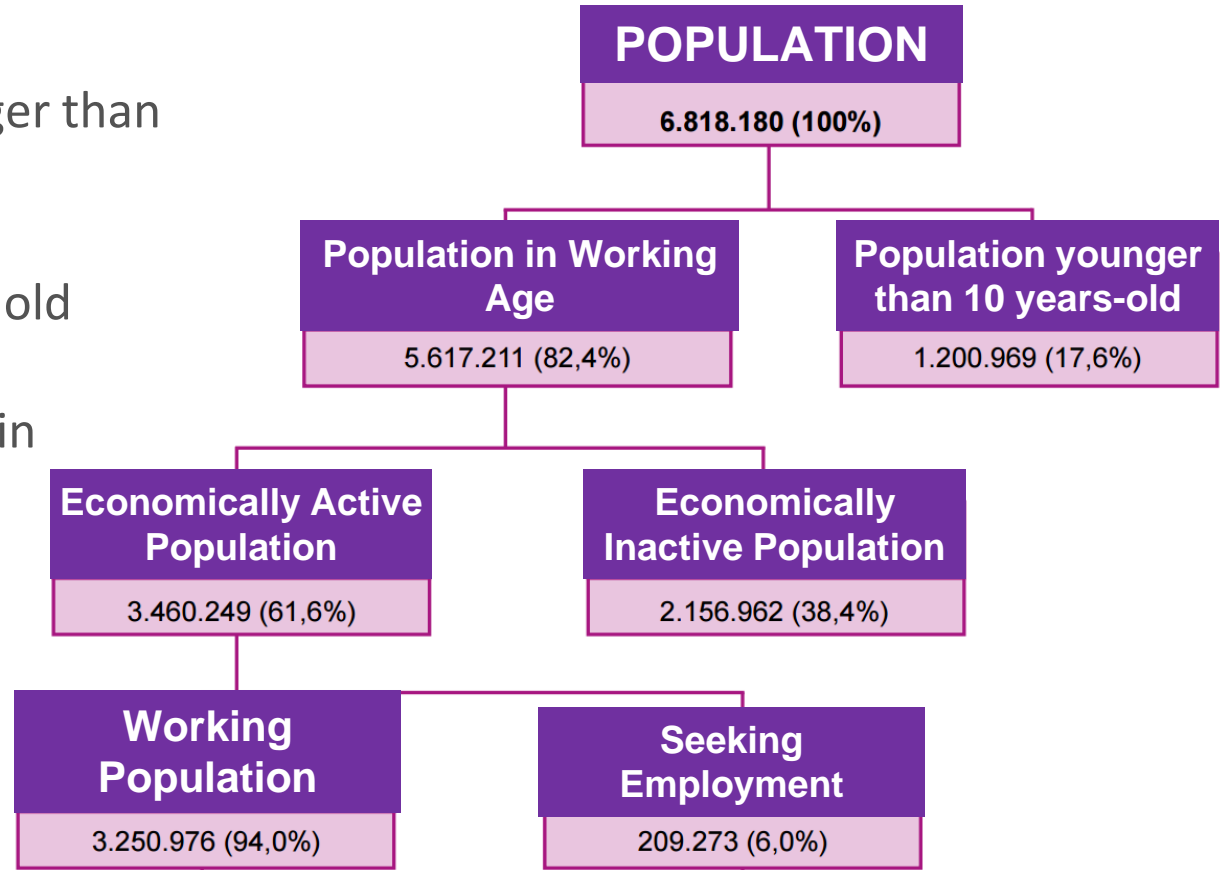 ger than
old
in
POPULATION
6.818.180 (100%)
Population in Working
Age
5.617.211 (82,4%)
Population younger
than 10 years-old
1.200.969 (17,6%)
Economically Active
Population
3.460.249 (61,6%)
Economically
Inactive Population
2.156.962 (38,4%)
Working
Population
3.250.976 (94,0%)
Seeking
Employment
209.273 (6,0%)